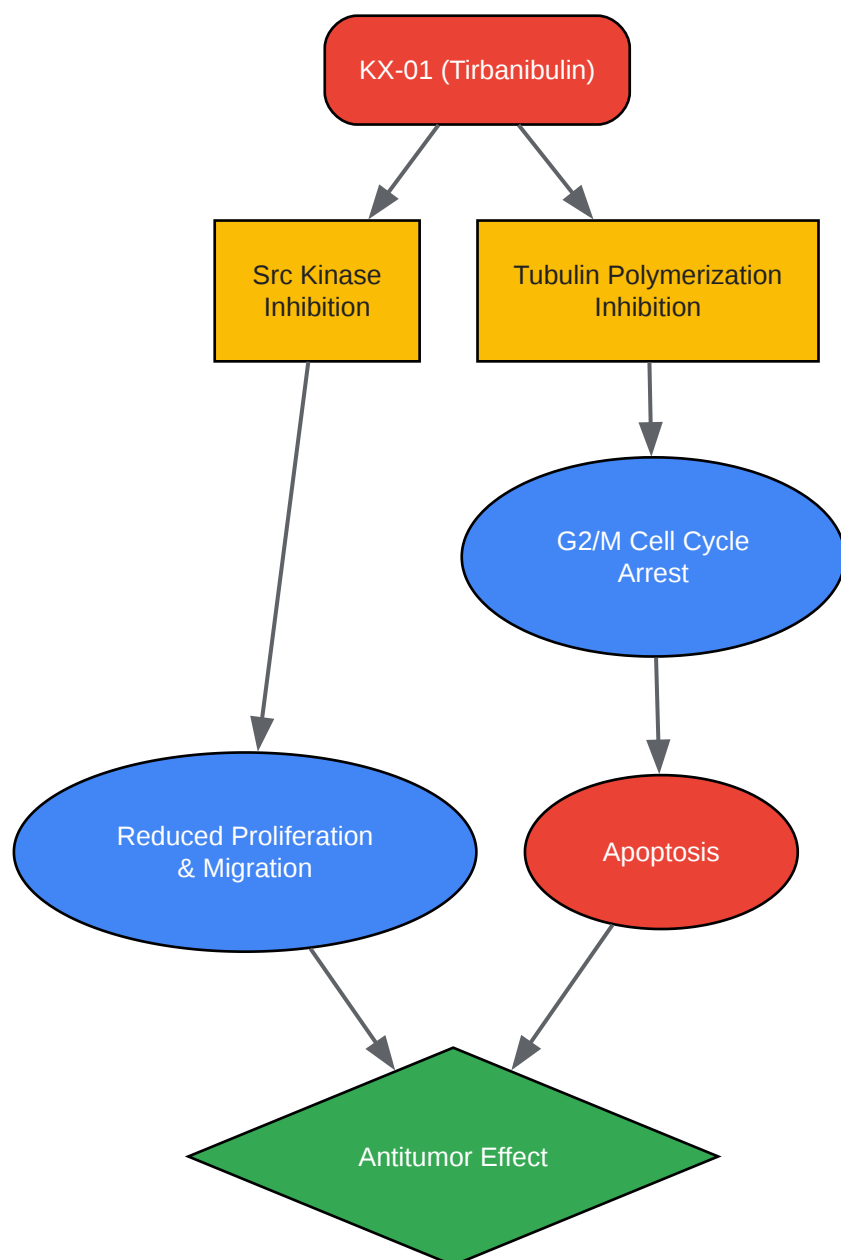 KX-01 (Tirbanibulin)
Src Kinase
Inhibition
Tubulin Polymerization
Inhibition
G2/M Cell Cycle
Arrest
Reduced Proliferation
& Migration
Apoptosis
Antitumor Effect